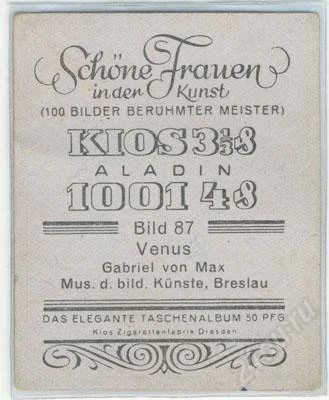 Schöne Frauen
in der Kunst
(100 BILDER BERÜHMTER MEISTER)
KIOS 3⅓ ₰
ALADIN
1001 4 ₰
Bild 87
Venus
Gabriel von Max
Mus. d. bild. Künste, Breslau
DAS ELEGANTE TASCHENALBUM 50 PFG
Kios Zigarettenfabrik Dresden